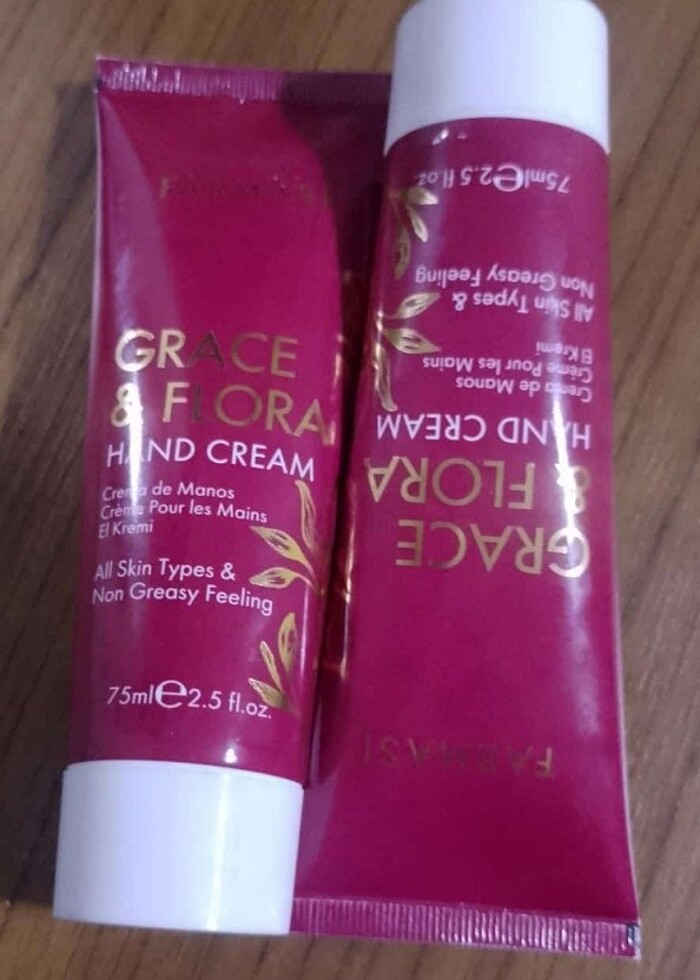 FARMASI
GRACE
& FLORA
HAND CREAM
Crema de Manos
Crème Pour les Mains
El Kremi
All Skin Types &
Non Greasy Feeling
75ml℮2.5 fl.oz.
FARMASI
GRACE
& FLORA
HAND CREAM
Crema de Manos
Crème Pour les Mains
El Kremi
All Skin Types &
Non Greasy Feeling
75ml℮2.5 fl.oz.